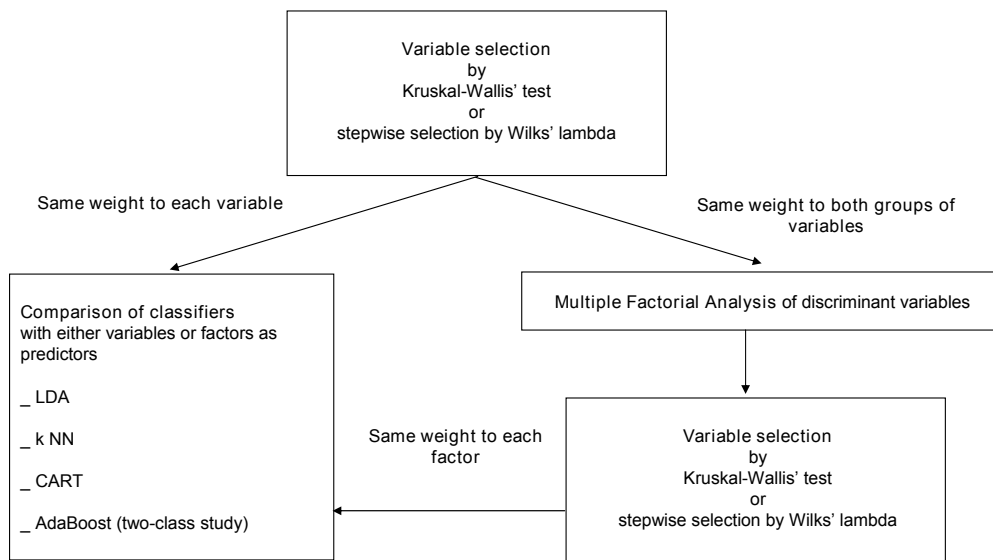 Variable selection
by
Kruskal-Wallis' test
or
stepwise selection by Wilks' lambda
Same weight to each variable
Same weight to both groups of
variables
Comparison of classifiers
with either variables or factors as
predictors
_ LDA
_ k NN
_ CART
_ AdaBoost (two-class study)
Multiple Factorial Analysis of discriminant variables
Same weight to each
factor
Variable selection
by
Kruskal-Wallis' test
or
stepwise selection by Wilks' lambda